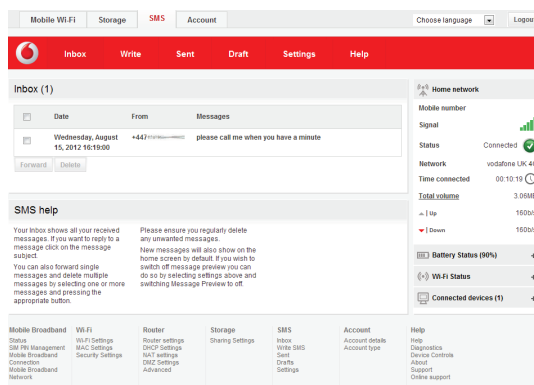 Mobile Wi-Fi Storage SMS Account Choose language Logou
Inbox Write Sent Draft Settings Help
Inbox (1)
Date From Messages
Wednesday, August +447 please call me when you have a minute
15, 2012 16:19:00
Forward Delete
SMS help
Your Inbox shows all your received
messages. If you want to reply to a
message click on the message
subject.
You can also forward single
messages and delete multiple
messages by selecting one or more
messages and pressing the
appropriate button.
Please ensure you regularly delete
any unwanted messages.
New messages will also show on the
home screen by default. If you wish to
switch off message preview you can
do so by selecting settings above and
switching Message Preview to off.
Home network
Mobile number
Signal
Status Connected
Network vodafone UK 4
Time connected 00:10:19
Total volume 3.06M
| Up 160b/s
| Down 160b/s
Battery Status (90%) +
Wi-Fi Status +
Connected devices (1) +
Mobile Broadband
Status
SIM PIN Management
Mobile Broadband
Connection
Mobile Broadband
Network
Wi-Fi
Wi-Fi Settings
MAC Settings
Security Settings
Router
Router settings
DHCP Settings
NAT settings
DMZ Settings
Advanced
Storage
Sharing Settings
SMS
Inbox
Write SMS
Sent
Drafts
Settings
Account
Account details
Account type
Help
Help
Diagnostics
Device Controls
About
Support
Online support